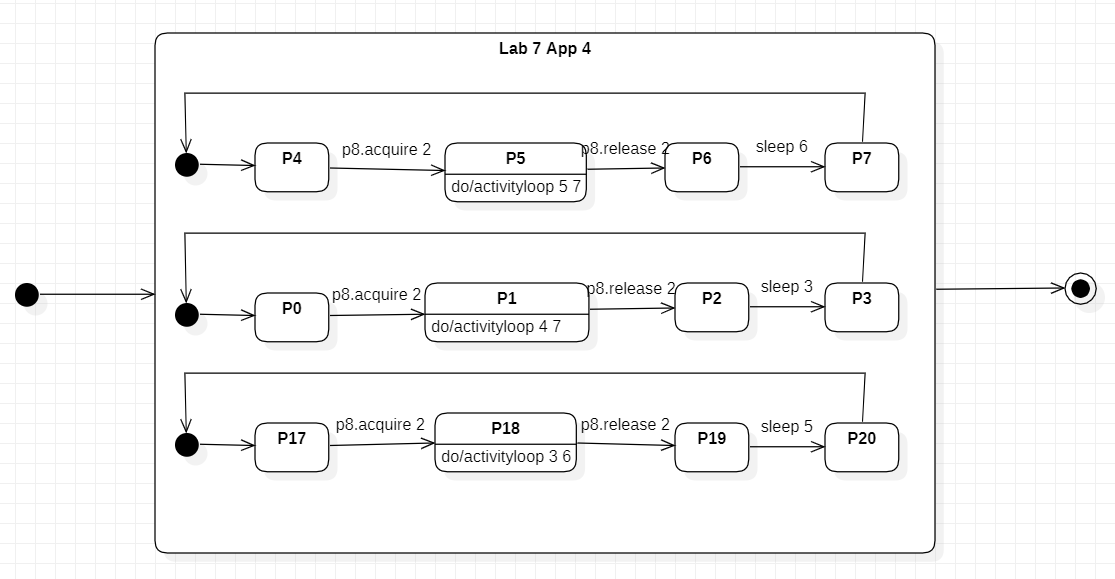 Lab 7 App 4
P4
p8.acquire 2
P5
do/activityloop 5 7
p8.release 2
P6
sleep 6
P7
P0
p8.acquire 2
P1
do/activityloop 4 7
p8.release 2
P2
sleep 3
P3
P17
p8.acquire 2
P18
do/activityloop 3 6
p8.release 2
P19
sleep 5
P20